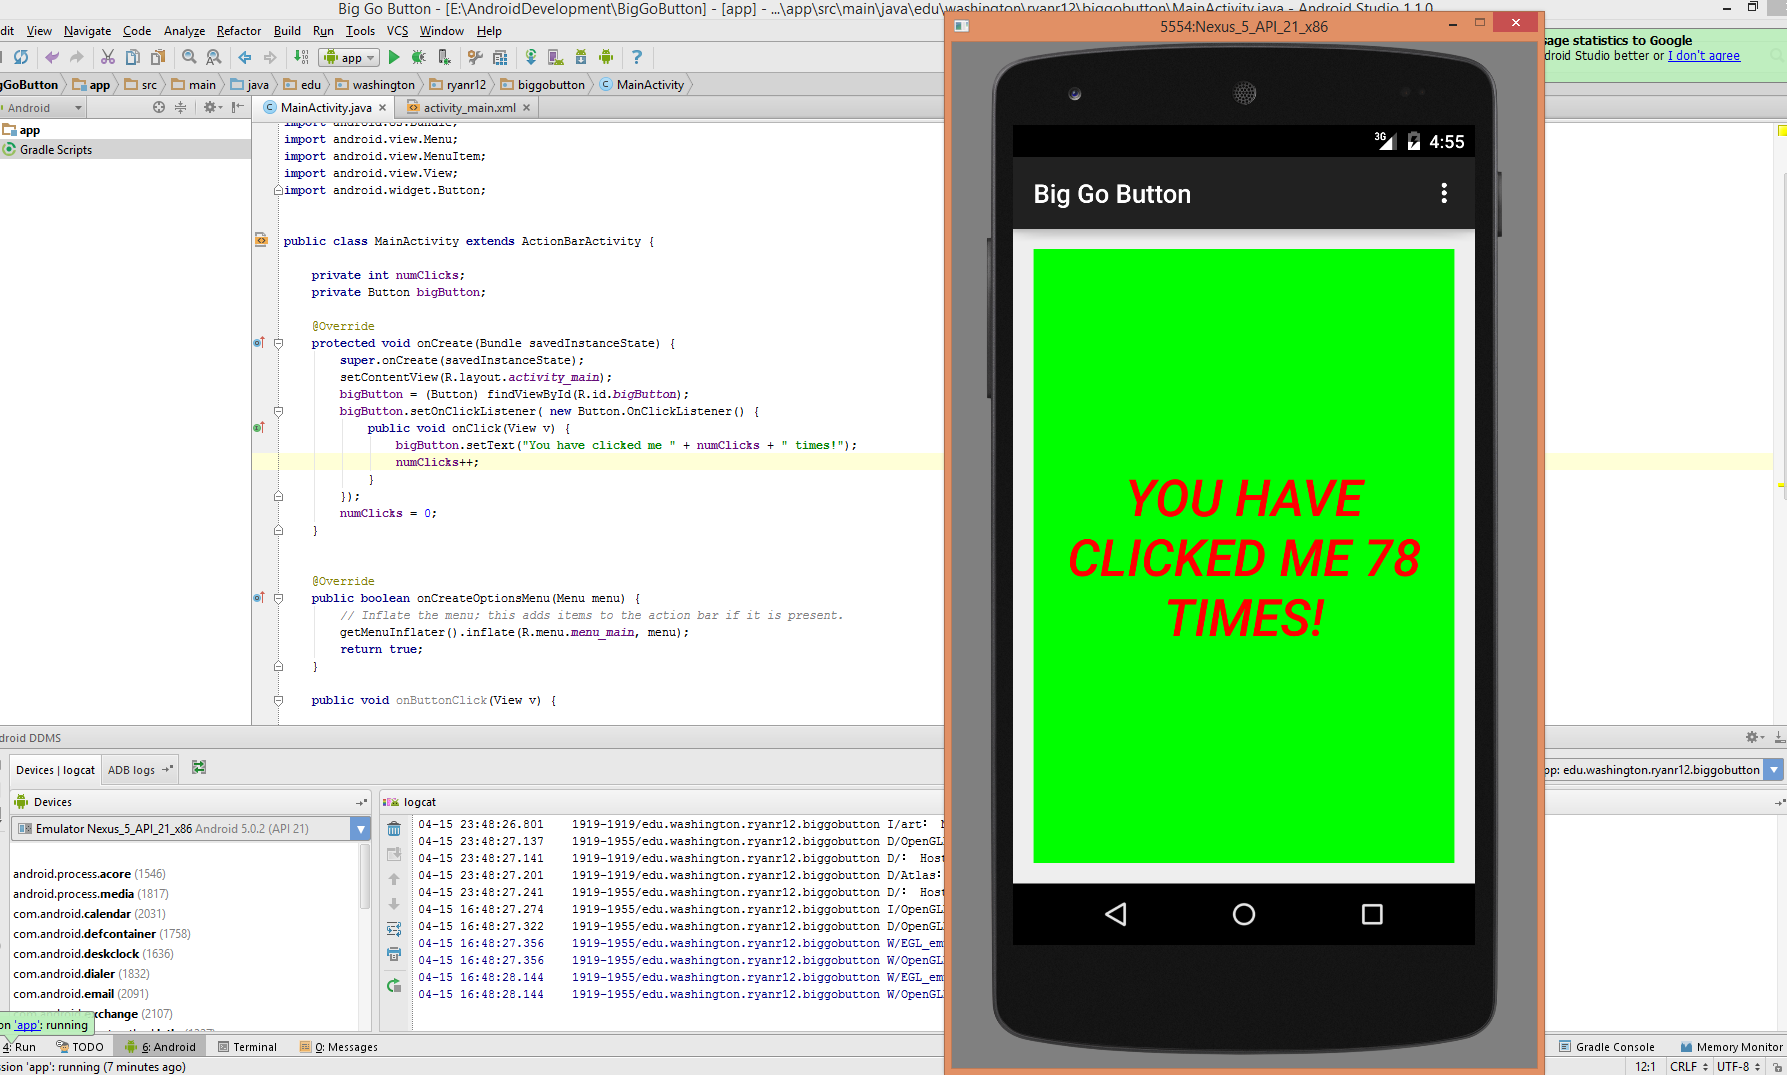 Big Go Button - [E:\AndroidDevelopment\BigGoButton] - [app] - ...\app\src\main\java\edu\washington\ryanr12\biggobutton\MainActivity.java - Android Studio 1.1.0
dit View Navigate Code Analyze Refactor Build Run Tools VCS Window Help
app
gGoButton app src main java edu washington ryanr12 biggobutton MainActivity
Android
MainActivity.java
activity_main.xml
app
Gradle Scripts
import android.os.Bundle;
import android.view.Menu;
import android.view.MenuItem;
import android.view.View;
import android.widget.Button;
public class MainActivity extends ActionBarActivity {
private int numClicks;
private Button bigButton;
@Override
protected void onCreate(Bundle savedInstanceState) {
super.onCreate(savedInstanceState);
setContentView(R.layout.activity_main);
bigButton = (Button) findViewById(R.id.bigButton);
bigButton.setOnClickListener( new Button.OnClickListener() {
public void onClick(View v) {
bigButton.setText("You have clicked me " + numClicks + " times!");
numClicks++;
}
});
numClicks = 0;
}
@Override
public boolean onCreateOptionsMenu(Menu menu) {
// Inflate the menu; this adds items to the action bar if it is present.
getMenuInflater().inflate(R.menu.menu_main, menu);
return true;
}
public void onButtonClick(View v) {
5554:Nexus_5_API_21_x86
3G 4:55
Big Go Button
YOU HAVE
CLICKED ME 78
TIMES!
sage statistics to Google
droid Studio better or I don't agree
droid DDMS
Devices | logcat
ADB logs
op: edu.washington.ryanr12.biggobutton
Devices
logcat
Emulator Nexus_5_API_21_x86 Android 5.0.2 (API 21)
android.process.acore (1546)
android.process.media (1817)
com.android.calendar (2031)
com.android.defcontainer (1758)
com.android.deskclock (1636)
com.android.dialer (1832)
com.android.email (2091)
com.android.exchange (2107)
04-15 23:48:26.801 1919-1919/edu.washington.ryanr12.biggobutton I/art:
04-15 23:48:27.137 1919-1955/edu.washington.ryanr12.biggobutton D/OpenGL
04-15 23:48:27.141 1919-1919/edu.washington.ryanr12.biggobutton D/: Host
04-15 23:48:27.201 1919-1919/edu.washington.ryanr12.biggobutton D/Atlas:
04-15 23:48:27.241 1919-1955/edu.washington.ryanr12.biggobutton D/: Host
04-15 16:48:27.274 1919-1955/edu.washington.ryanr12.biggobutton I/OpenGL
04-15 16:48:27.322 1919-1955/edu.washington.ryanr12.biggobutton D/OpenGL
04-15 16:48:27.356 1919-1955/edu.washington.ryanr12.biggobutton W/EGL_em
04-15 16:48:27.356 1919-1955/edu.washington.ryanr12.biggobutton W/OpenGL
04-15 16:48:28.144 1919-1955/edu.washington.ryanr12.biggobutton W/EGL_em
04-15 16:48:28.144 1919-1955/edu.washington.ryanr12.biggobutton W/OpenGL
on 'app': running
4: Run TODO 6: Android Terminal 0: Messages Gradle Console Memory Monitor
ssion 'app': running (7 minutes ago) 12:1 CRLF UTF-8